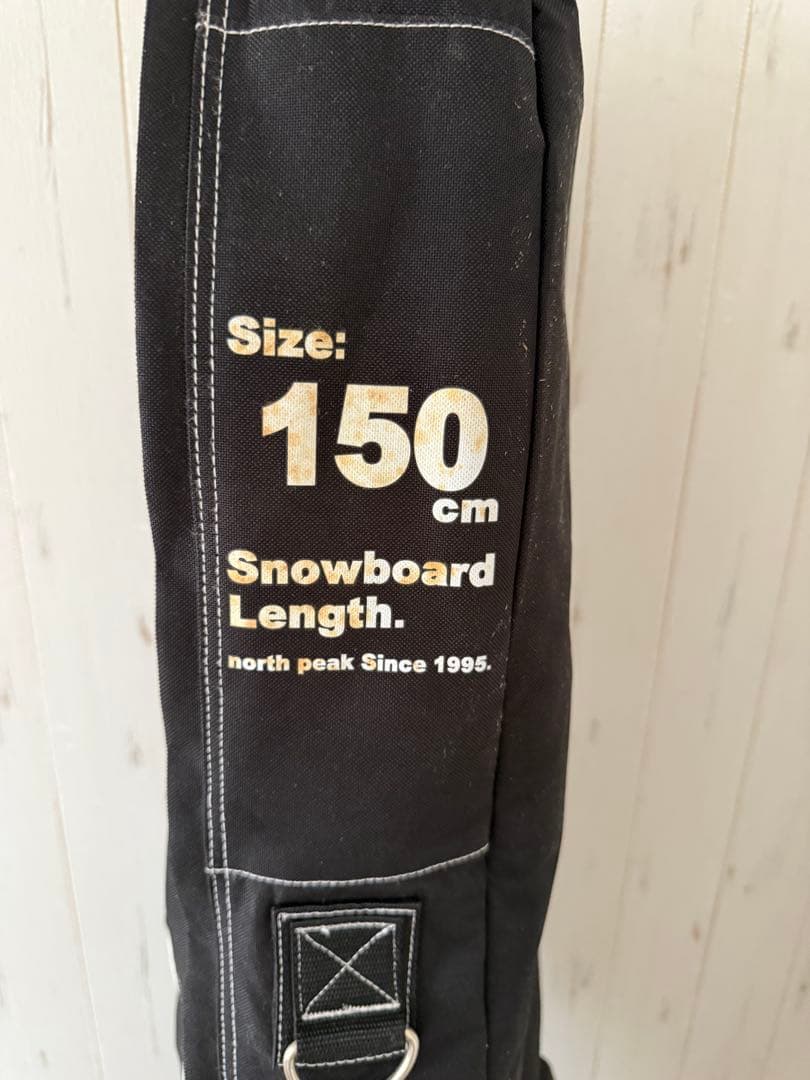 Size:
150
cm
Snowboard
Length.
north peak Since 1995.